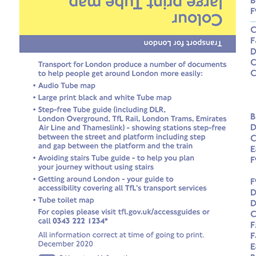 large print Tube map
Colour
Transport for London
Transport for London produce a number of documents
to help people get around London more easily:
• Audio Tube map
• Large print black and white Tube map
• Step-free Tube guide (including DLR,
London Overground, TfL Rail, London Trams, Emirates
Air Line and Thameslink) - showing stations step-free
between the street and platform including step
and gap between the platform and the train
• Avoiding stairs Tube guide - to help you plan
your journey without using stairs
• Getting around London - your guide to
accessibility covering all TfL's transport services
• Tube toilet map
For copies please visit tfl.gov.uk/accessguides or
call 0343 222 1234*
All information correct at time of going to print.
December 2020